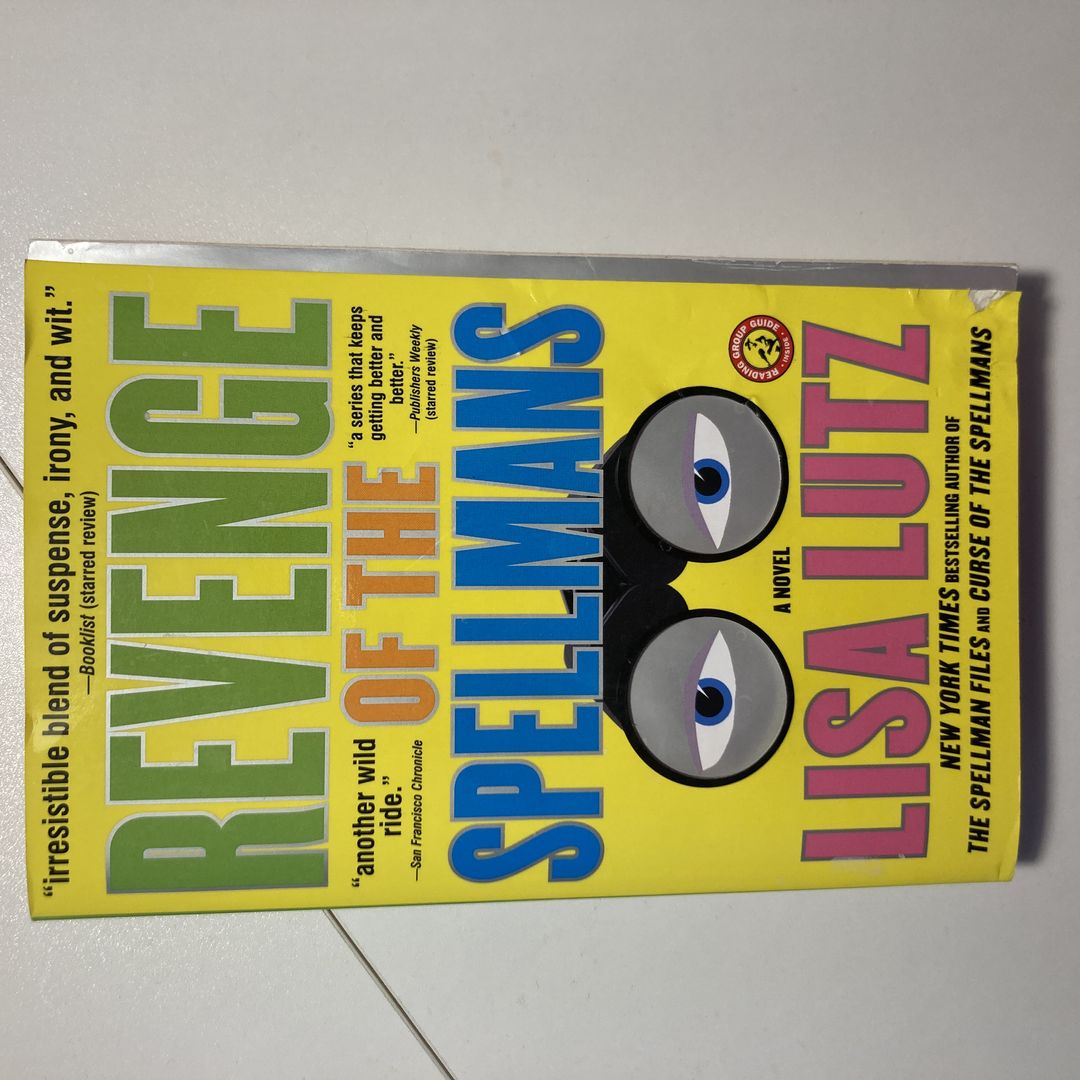 “irresistible blend of suspense, irony, and wit.”
—Booklist (starred review)
REVENGE
“another wild
ride.”
—San Francisco Chronicle
OF THE
“a series that keeps
getting better and
better.”
—Publishers Weekly
(starred review)
SPELLMANS
READING GROUP GUIDE • INSIDE •
A NOVEL
LISA LUTZ
NEW YORK TIMES BESTSELLING AUTHOR OF
THE SPELLMAN FILES AND CURSE OF THE SPELLMANS